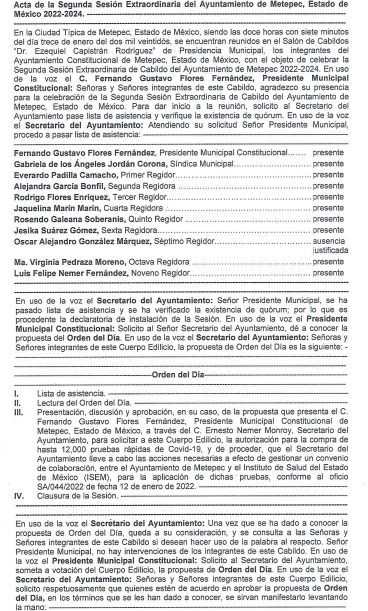 Acta de la Segunda Sesión Extraordinaria del Ayuntamiento de Metepec, Estado de
México 2022-2024. ---
En la Ciudad Típica de Metepec, Estado de México, siendo las doce horas con siete minutos
del día trece de enero del dos mil veintidós, se encuentran reunidos en el Salón de Cabildos
"Dr. Ezequiel Capistrán Rodríguez" de Presidencia Municipal, los integrantes del
Ayuntamiento Constitucional de Metepec, Estado de México, con el objeto de celebrar la
Segunda Sesión Extraordinaria de Cabildo del Ayuntamiento de Metepec 2022-2024. En uso
de la voz el C. Fernando Gustavo Flores Fernández, Presidente Municipal
Constitucional: Señoras y Señores integrantes de este Cabildo, agradezco su presencia
para la celebración de la Segunda Sesión Extraordinaria de Cabildo del Ayuntamiento de
Metepec, Estado de México. Para dar inicio a la reunión, solicito al Secretario del
Ayuntamiento pase lista de asistencia y verifique la existencia de quórum. En uso de la voz
el Secretario del Ayuntamiento: Atendiendo su solicitud Señor Presidente Municipal,
procedo a pasar lista de asistencia: ---
Fernando Gustavo Flores Fernández, Presidente Municipal Constitucional....... presente
Gabriela de los Ángeles Jordán Corona, Síndica Municipal........ presente
Everardo Padilla Camacho, Primer Regidor........ presente
Alejandra García Bonfil, Segunda Regidora........ presente
Rodrigo Flores Enríquez, Tercer Regidor........ presente
Jaquelina Marín Marín, Cuarta Regidora........ presente
Rosendo Galeana Soberanis, Quinto Regidor........ presente
Jesika Suárez Gómez, Sexta Regidora........ presente
Oscar Alejandro González Márquez, Séptimo Regidor........ ausencia
justificada
Ma. Virginia Pedraza Moreno, Octava Regidora........ presente
Luis Felipe Nemer Fernández, Noveno Regidor........ presente
En uso de la voz el Secretario del Ayuntamiento: Señor Presidente Municipal, se ha
pasado lista de asistencia y se ha verificado la existencia de quórum; por lo que es
procedente la declaratoria de instalación de la Sesión. En uso de la voz el Presidente
Municipal Constitucional: Solicito al Señor Secretario del Ayuntamiento, dé a conocer la
propuesta del Orden del Día. En uso de la voz el Secretario del Ayuntamiento: Señoras y
Señores integrantes de este Cuerpo Edilicio, la propuesta de Orden del Día es la siguiente: -
---Orden del Día---
I. Lista de asistencia. ---
II. Lectura del Orden del Día. ---
III. Presentación, discusión y aprobación, en su caso, de la propuesta que presenta el C.
Fernando Gustavo Flores Fernández, Presidente Municipal Constitucional de
Metepec, Estado de México, a través del C. Ernesto Nemer Monroy, Secretario del
Ayuntamiento, para solicitar a este Cuerpo Edilicio, la autorización para la compra de
hasta 12,000 pruebas rápidas de Covid-19, y de proceder, que el Secretario del
Ayuntamiento lleve a cabo las acciones necesarias a efecto de gestionar un convenio
de colaboración, entre el Ayuntamiento de Metepec y el Instituto de Salud del Estado
de México (ISEM), para la aplicación de dichas pruebas, conforme al oficio
SA/044/2022 de fecha 12 de enero de 2022. ---
IV. Clausura de la Sesión. ---
En uso de la voz el Secretario del Ayuntamiento: Una vez que se ha dado a conocer la
propuesta del Orden del Día, queda a su consideración, y se consulta a las Señoras y
Señores integrantes de este Cabildo si desean hacer uso de la palabra al respecto. Señor
Presidente Municipal, no hay intervenciones de los integrantes de este Cabildo. En uso de
la voz el Presidente Municipal Constitucional: Solicito al Secretario del Ayuntamiento,
someta a votación del Cuerpo Edilicio, la propuesta de Orden del Día. En uso de la voz el
Secretario del Ayuntamiento: Señoras y Señores integrantes de este Cuerpo Edilicio,
solicito respetuosamente que quienes estén de acuerdo en aprobar la propuesta de Orden
del Día, en los términos que se les han dado a conocer, se sirvan manifestarlo levantando
la mano: ---